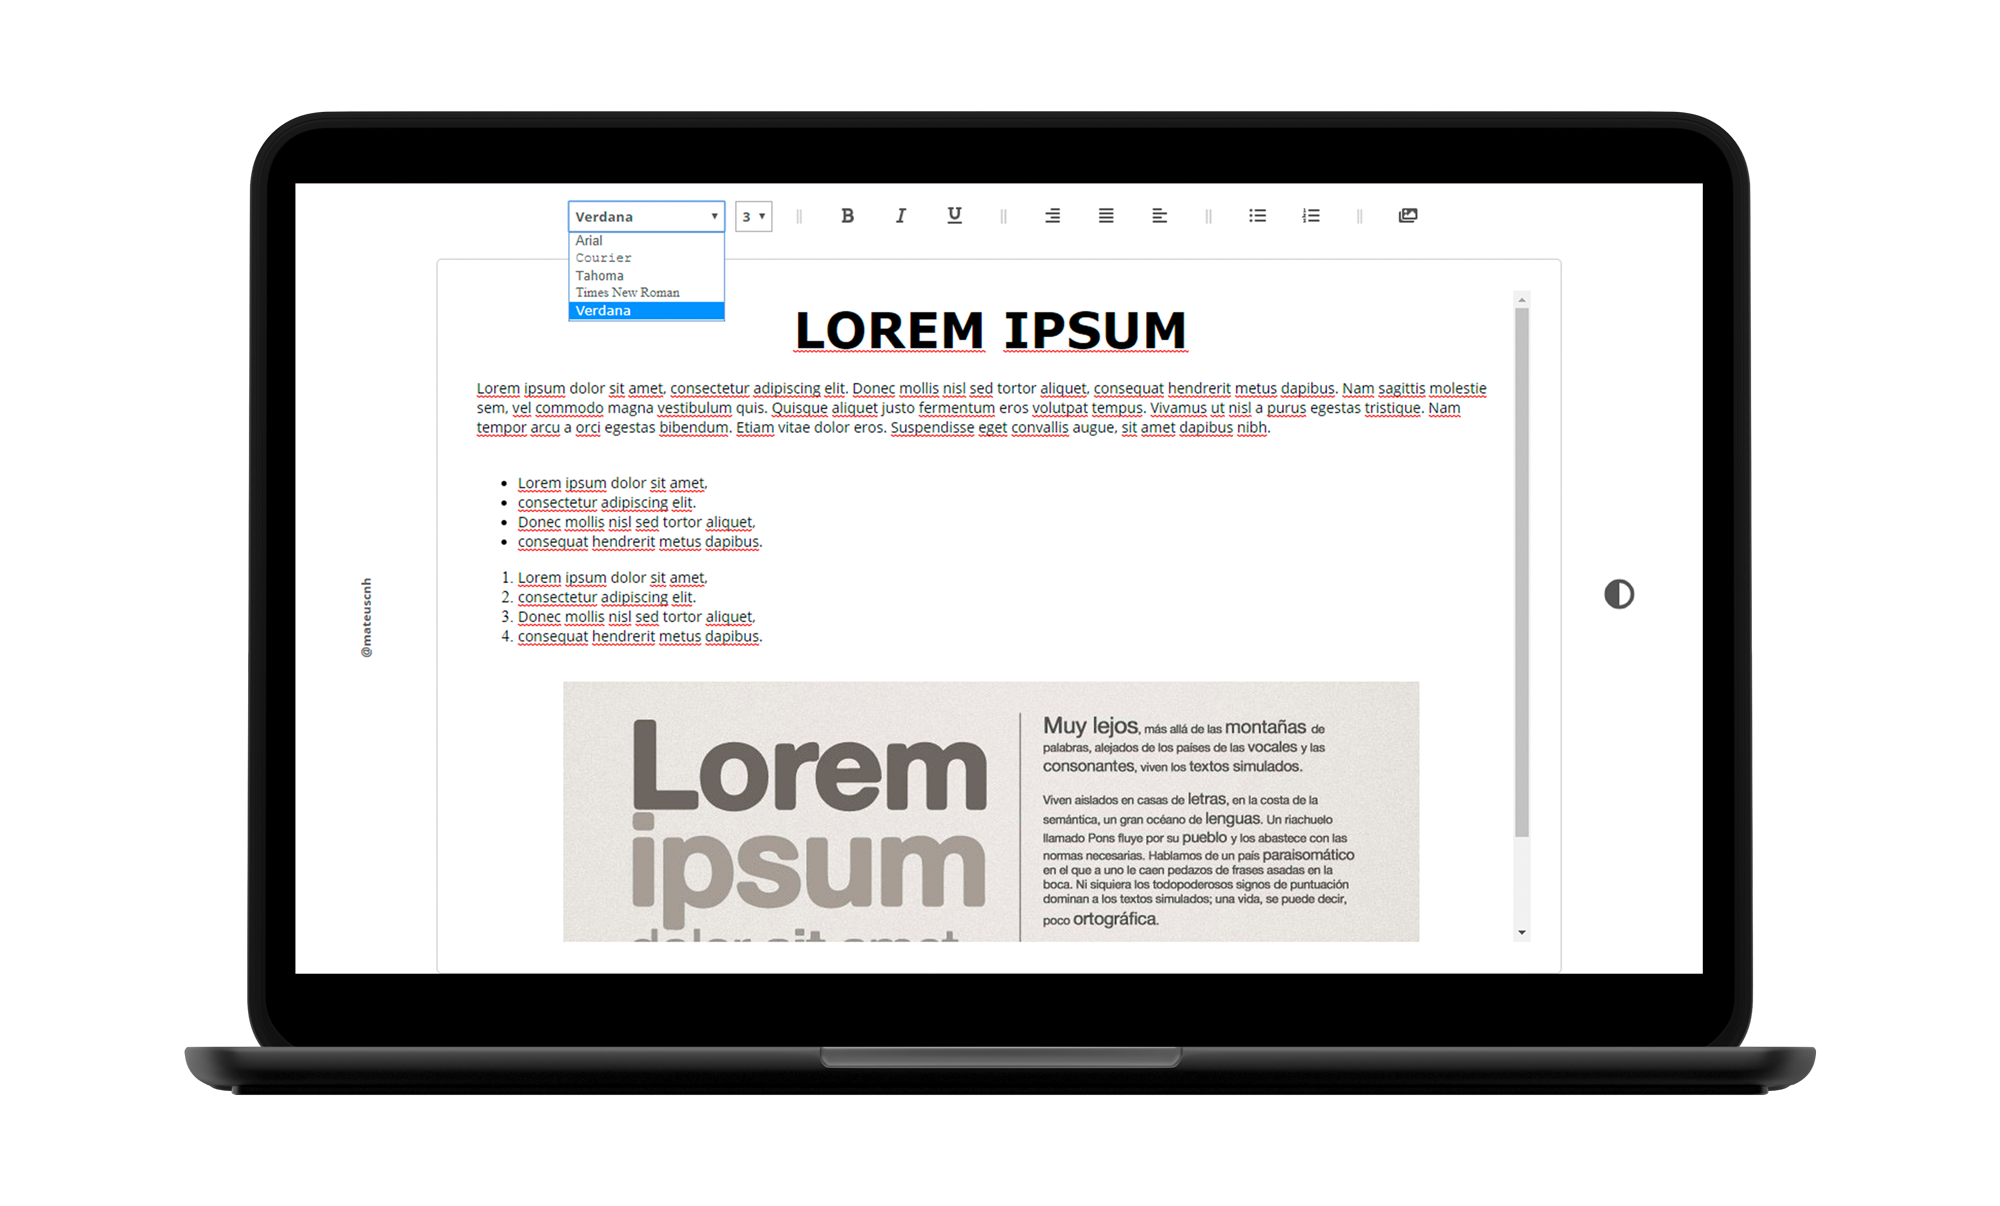 Verdana
3
B
I
U
Arial
Courier
Tahoma
Times New Roman
Verdana
LOREM IPSUM
Lorem ipsum dolor sit amet, consectetur adipiscing elit. Donec mollis nisl sed tortor aliquet, consequat hendrerit metus dapibus. Nam sagittis molestie
sem, vel commodo magna vestibulum quis. Quisque aliquet justo fermentum eros volutpat tempus. Vivamus ut nisl a purus egestas tristique. Nam
tempor arcu a orci egestas bibendum. Etiam vitae dolor eros. Suspendisse eget convallis augue, sit amet dapibus nibh.
• Lorem ipsum dolor sit amet,
• consectetur adipiscing elit.
• Donec mollis nisl sed tortor aliquet,
• consequat hendrerit metus dapibus.
1. Lorem ipsum dolor sit amet,
2. consectetur adipiscing elit.
3. Donec mollis nisl sed tortor aliquet,
4. consequat hendrerit metus dapibus.
@mateuscnh
Lorem
ipsum
dolor sit amet
Muy lejos, más allá de las montañas de
palabras, alejados de los países de las vocales y las
consonantes, viven los textos simulados.
Viven aislados en casas de letras, en la costa de la
semántica, un gran océano de lenguas. Un riachuelo
llamado Pons fluye por su pueblo y los abastece con las
normas necesarias. Hablamos de un país paraisomático
en el que a uno le caen pedazos de frases asadas en la
boca. Ni siquiera los todopoderosos signos de puntuación
dominan a los textos simulados; una vida, se puede decir,
poco ortográfica.